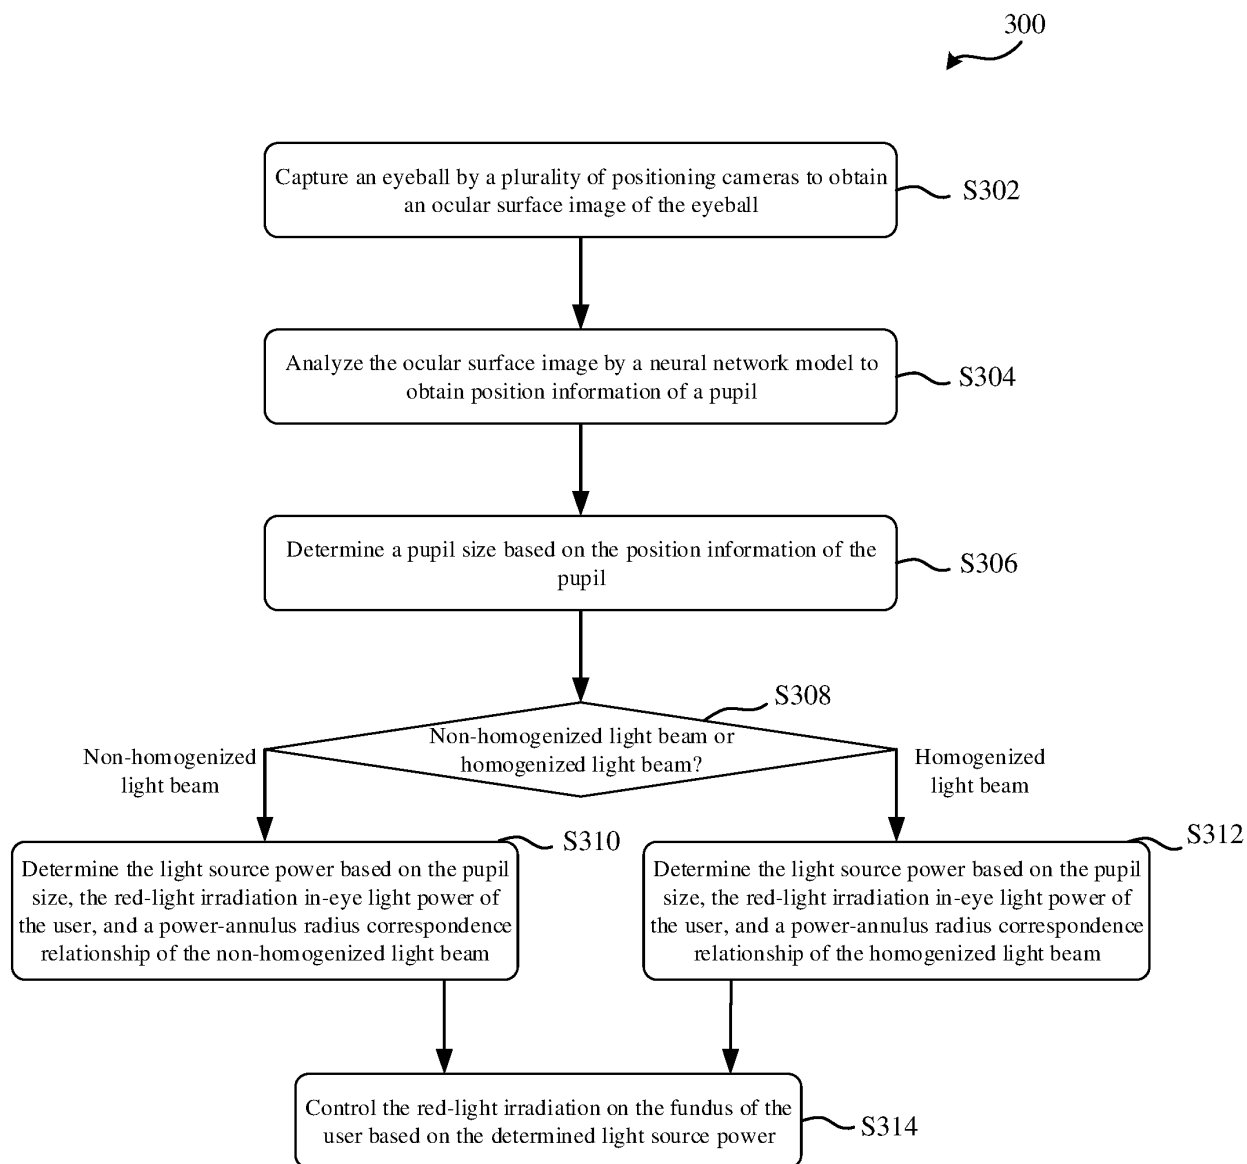 300
Capture an eyeball by a plurality of positioning cameras to obtain
an ocular surface image of the eyeball
S302
Analyze the ocular surface image by a neural network model to
obtain position information of a pupil
S304
Determine a pupil size based on the position information of the
pupil
S306
S308
Non-homogenized light beam or
homogenized light beam?
Non-homogenized
light beam
Homogenized
light beam
S310
Determine the light source power based on the pupil
size, the red-light irradiation in-eye light power of
the user, and a power-annulus radius correspondence
relationship of the non-homogenized light beam
S312
Determine the light source power based on the pupil
size, the red-light irradiation in-eye light power of
the user, and a power-annulus radius correspondence
relationship of the homogenized light beam
Control the red-light irradiation on the fundus of the
user based on the determined light source power
S314